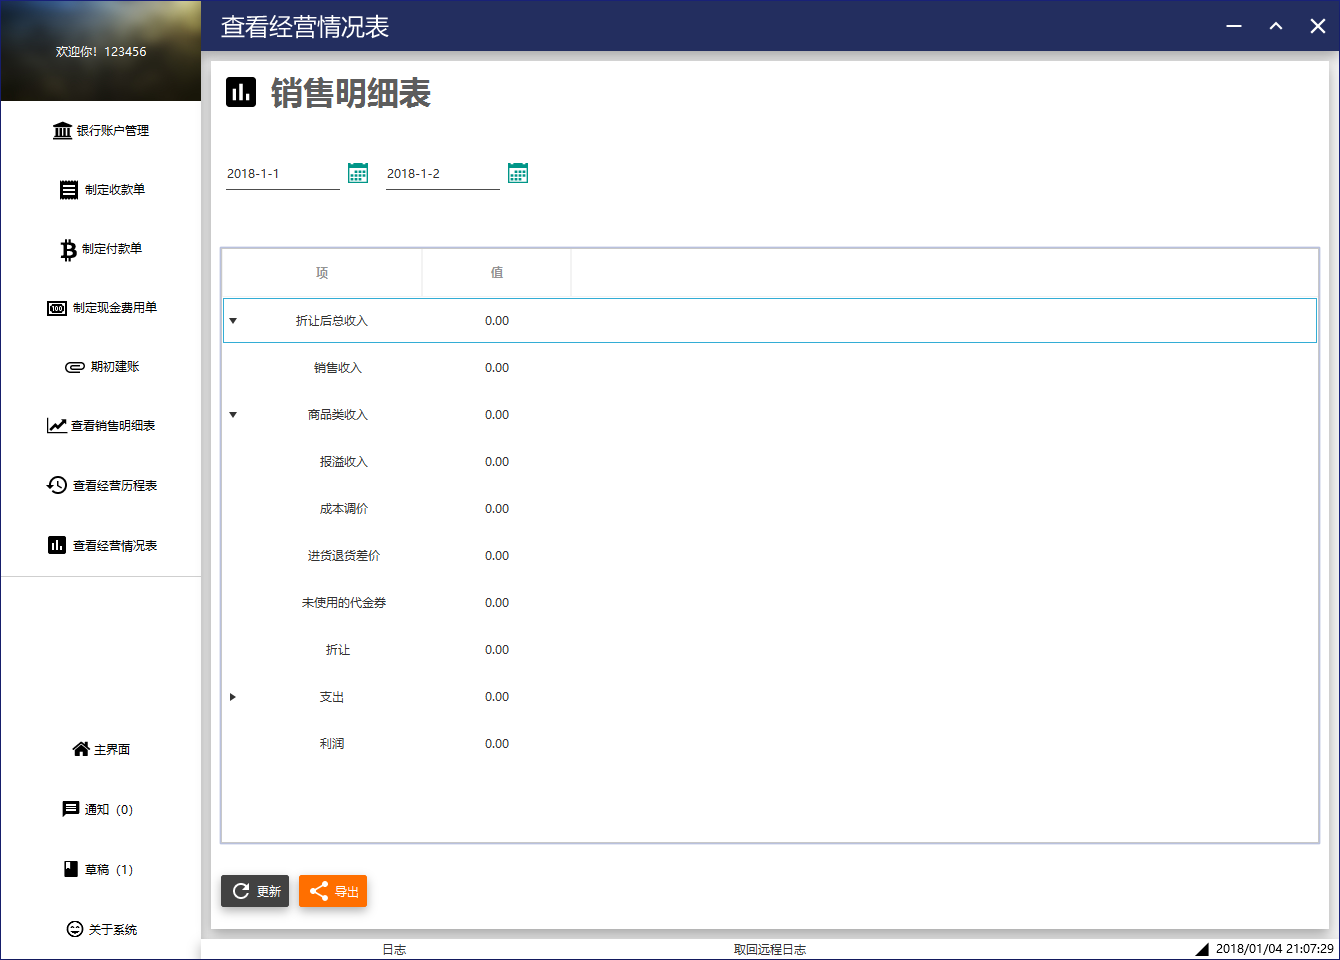 欢迎你！123456
查看经营情况表
银行账户管理
制定收款单
制定付款单
100 制定现金费用单
期初建账
查看销售明细表
查看经营历程表
查看经营情况表
主界面
通知（0）
草稿（1）
关于系统
销售明细表
2018-1-1 2018-1-2
项 值
折让后总收入 0.00
销售收入 0.00
商品类收入 0.00
报溢收入 0.00
成本调价 0.00
进货退货差价 0.00
未使用的代金券 0.00
折让 0.00
支出 0.00
利润 0.00
更新 导出
日志 取回远程日志 2018/01/04 21:07:29